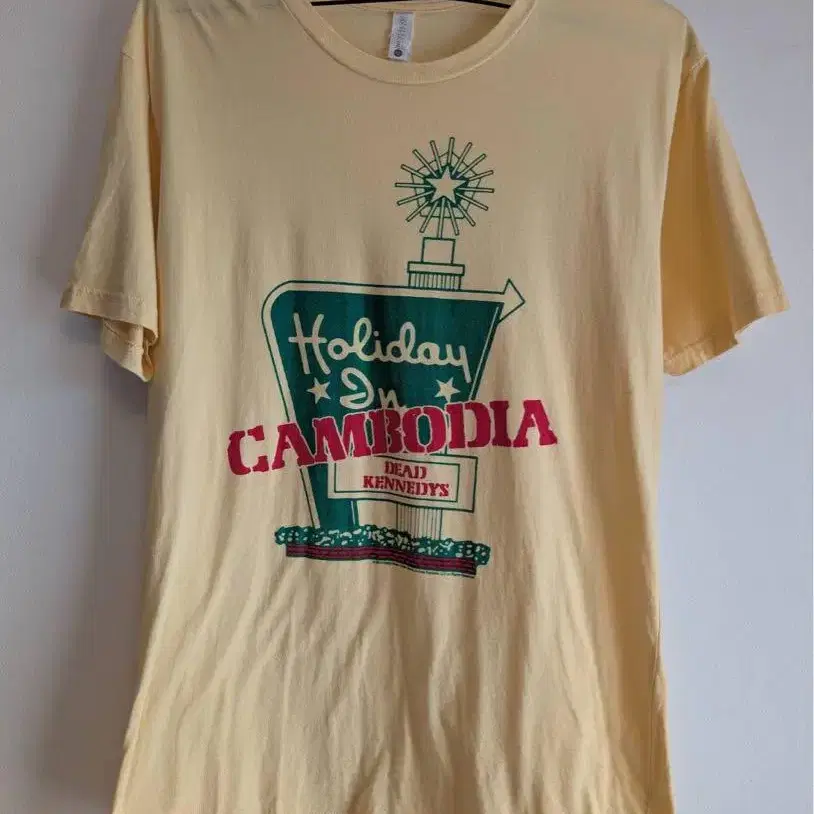 Holiday
In
CAMBODIA
DEAD
KENNEDYS